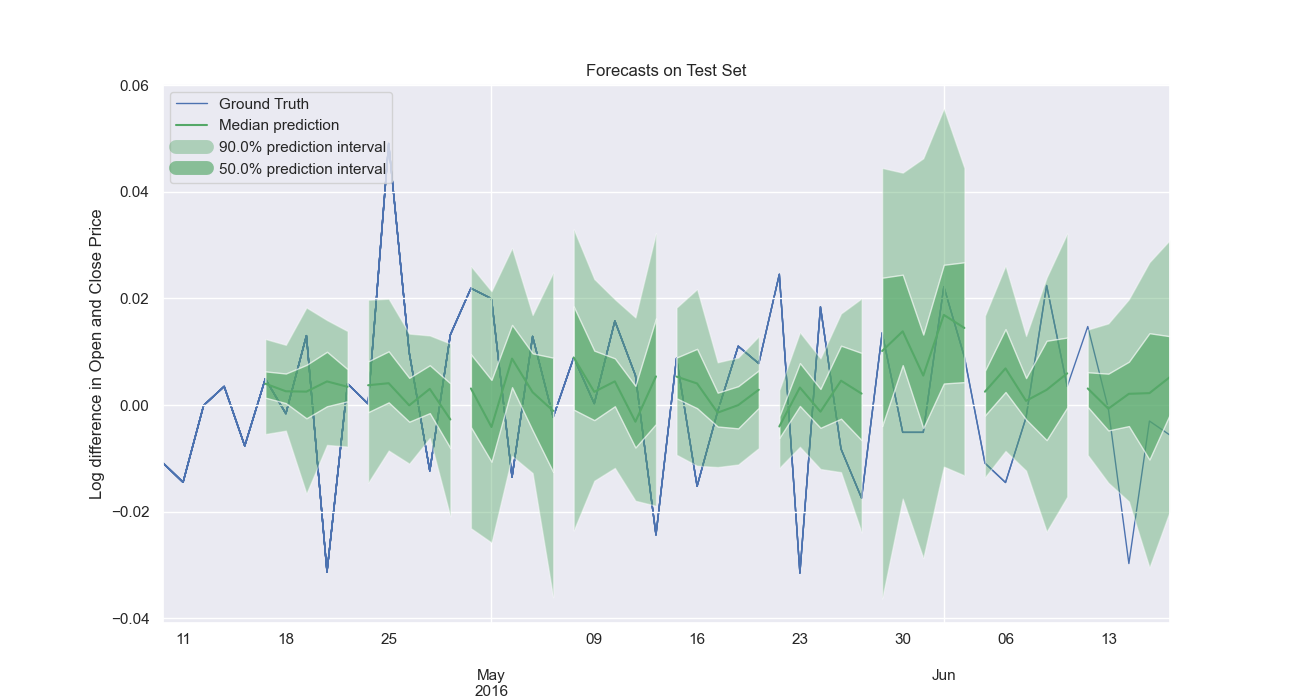 Forecasts on Test Set
Ground Truth
Median prediction
90.0% prediction interval
50.0% prediction interval
Log difference in Open and Close Price
0.06
0.04
0.02
0.00
−0.02
−0.04
11 18 25 09 16 23 30 06 13
May Jun
2016